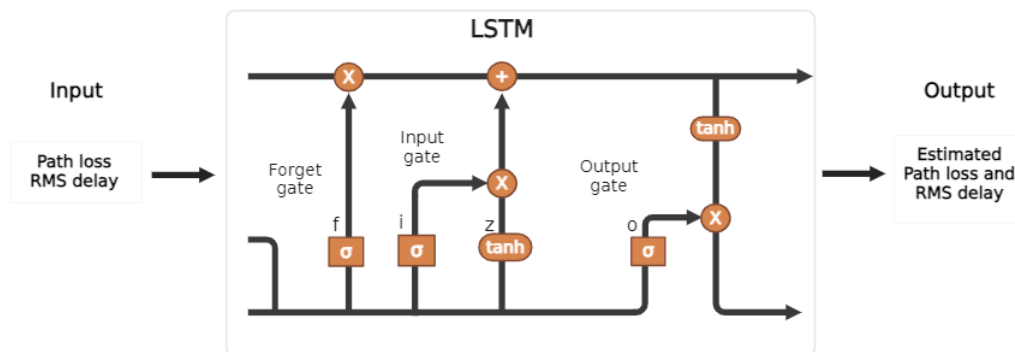 LSTM
Input
Path loss
RMS delay
X
+
tanh
Forget
gate
Input
gate
Output
gate
X
X
f
i
z
o
σ
σ
tanh
σ
Output
Estimated
Path loss and
RMS delay